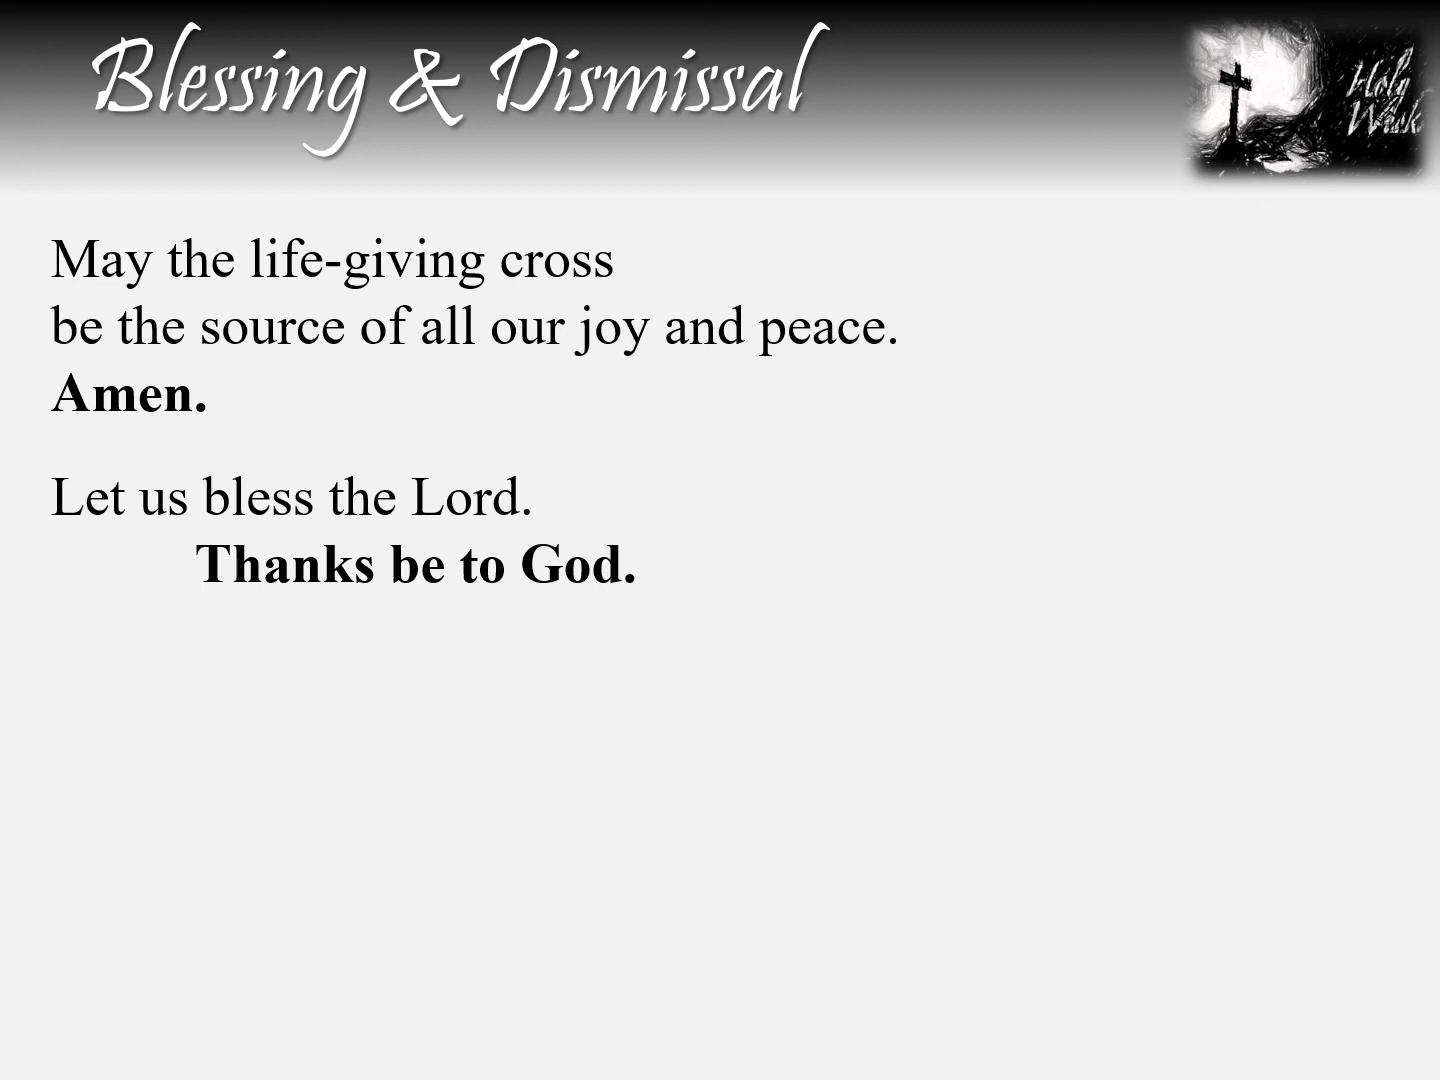 Blessing & Dismissal
Holy
Week
May the life-giving cross
be the source of all our joy and peace.
Amen.
Let us bless the Lord.
Thanks be to God.